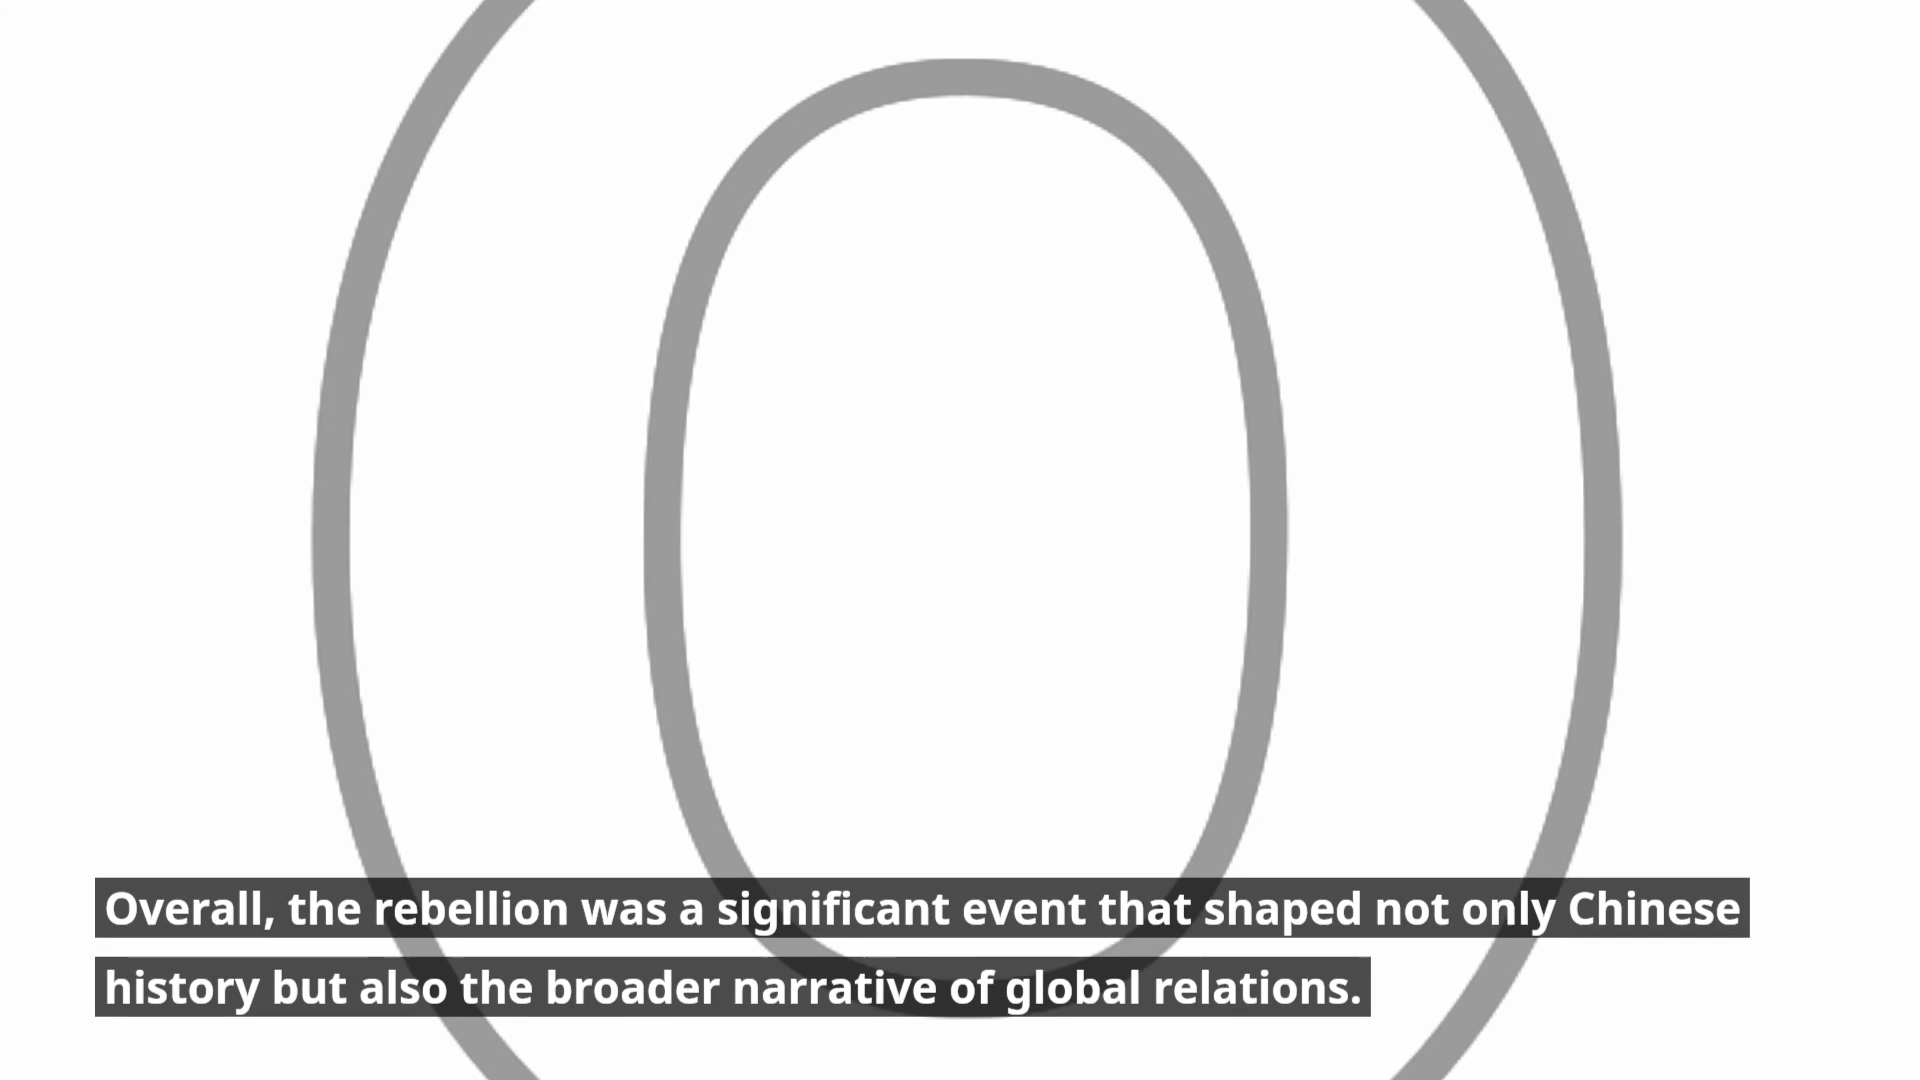 Overall, the rebellion was a significant event that shaped not only Chinese
history but also the broader narrative of global relations.